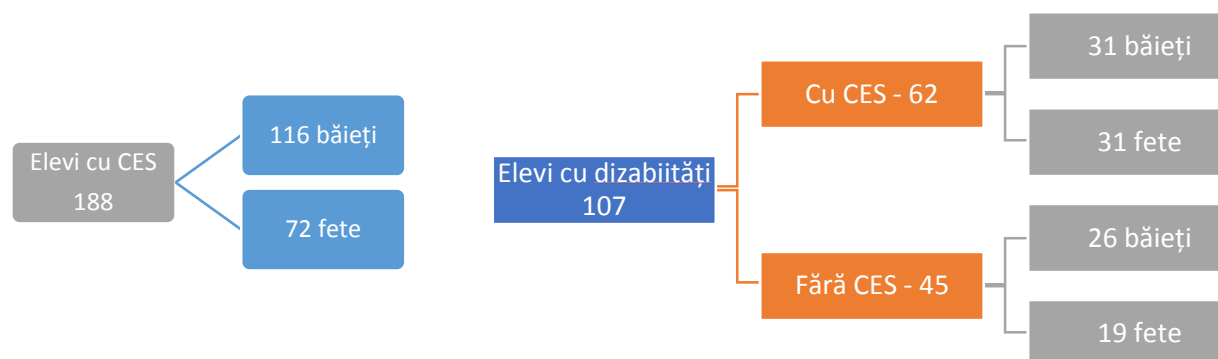 Elevi cu CES
188
116 băieți
72 fete
Elevi cu dizabiități
107
Cu CES - 62
31 băieți
31 fete
Fără CES - 45
26 băieți
19 fete